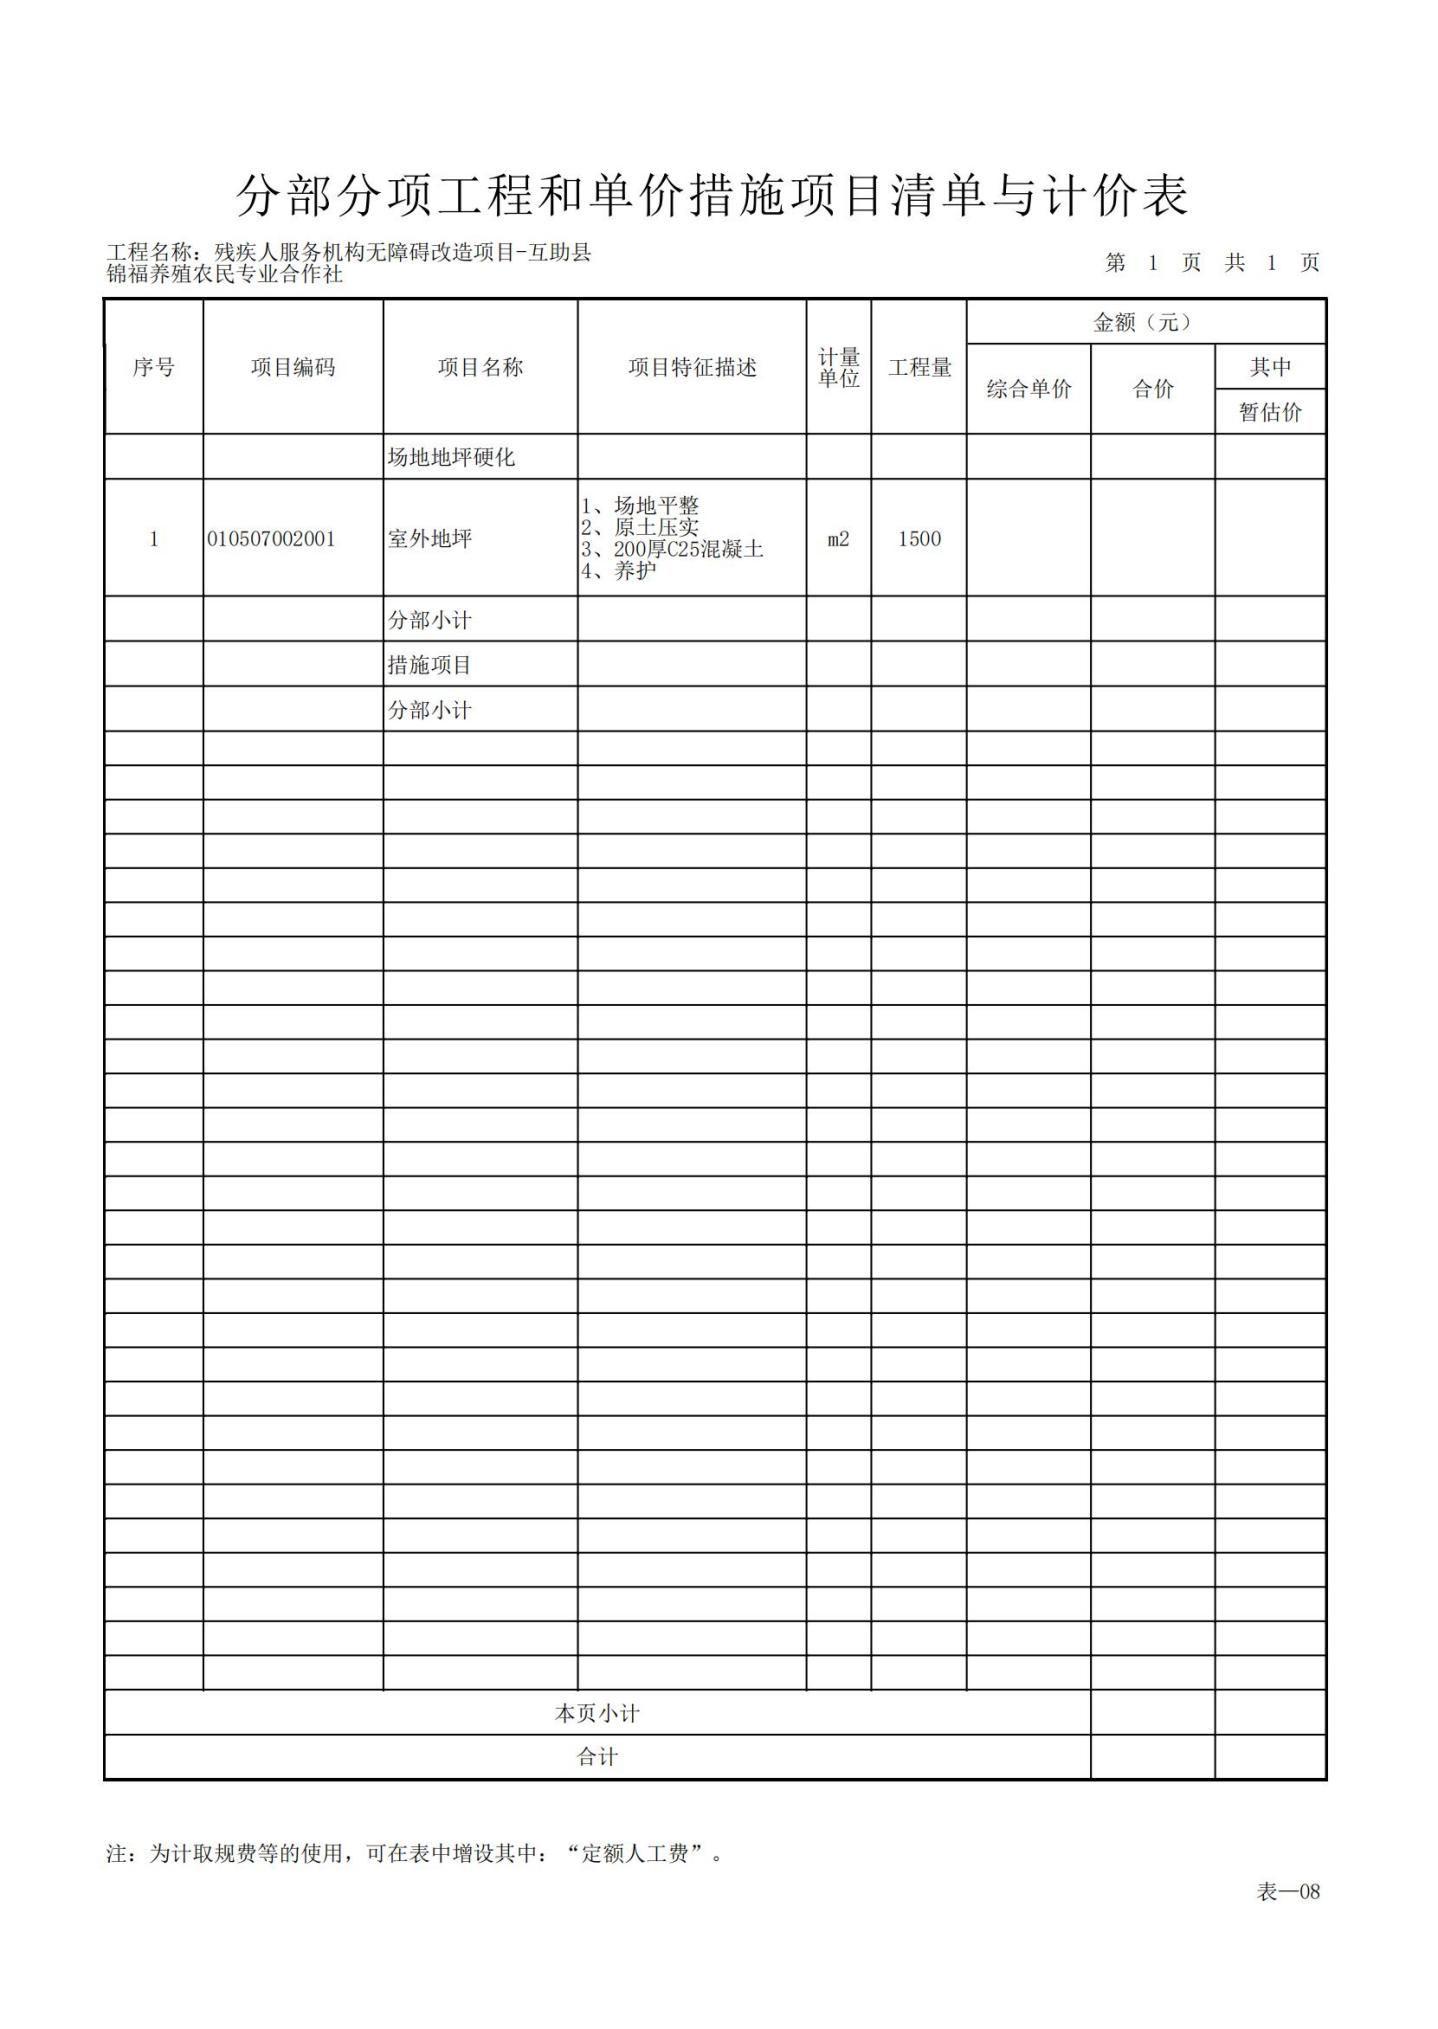 分部分项工程和单价措施项目清单与计价表
工程名称：残疾人服务机构无障碍改造项目-互助县
锦福养殖农民专业合作社
第 1 页 共 1 页
序号 项目编码 项目名称 项目特征描述 计量单位 工程量 金额（元）
综合单价 合价 其中
暂估价
场地地坪硬化
1 010507002001 室外地坪 1、场地平整
2、原土压实
3、200厚C25混凝土
4、养护
m2 1500
分部小计
措施项目
分部小计
本页小计
合计
注：为计取规费等的使用，可在表中增设其中：“定额人工费”。
表—08